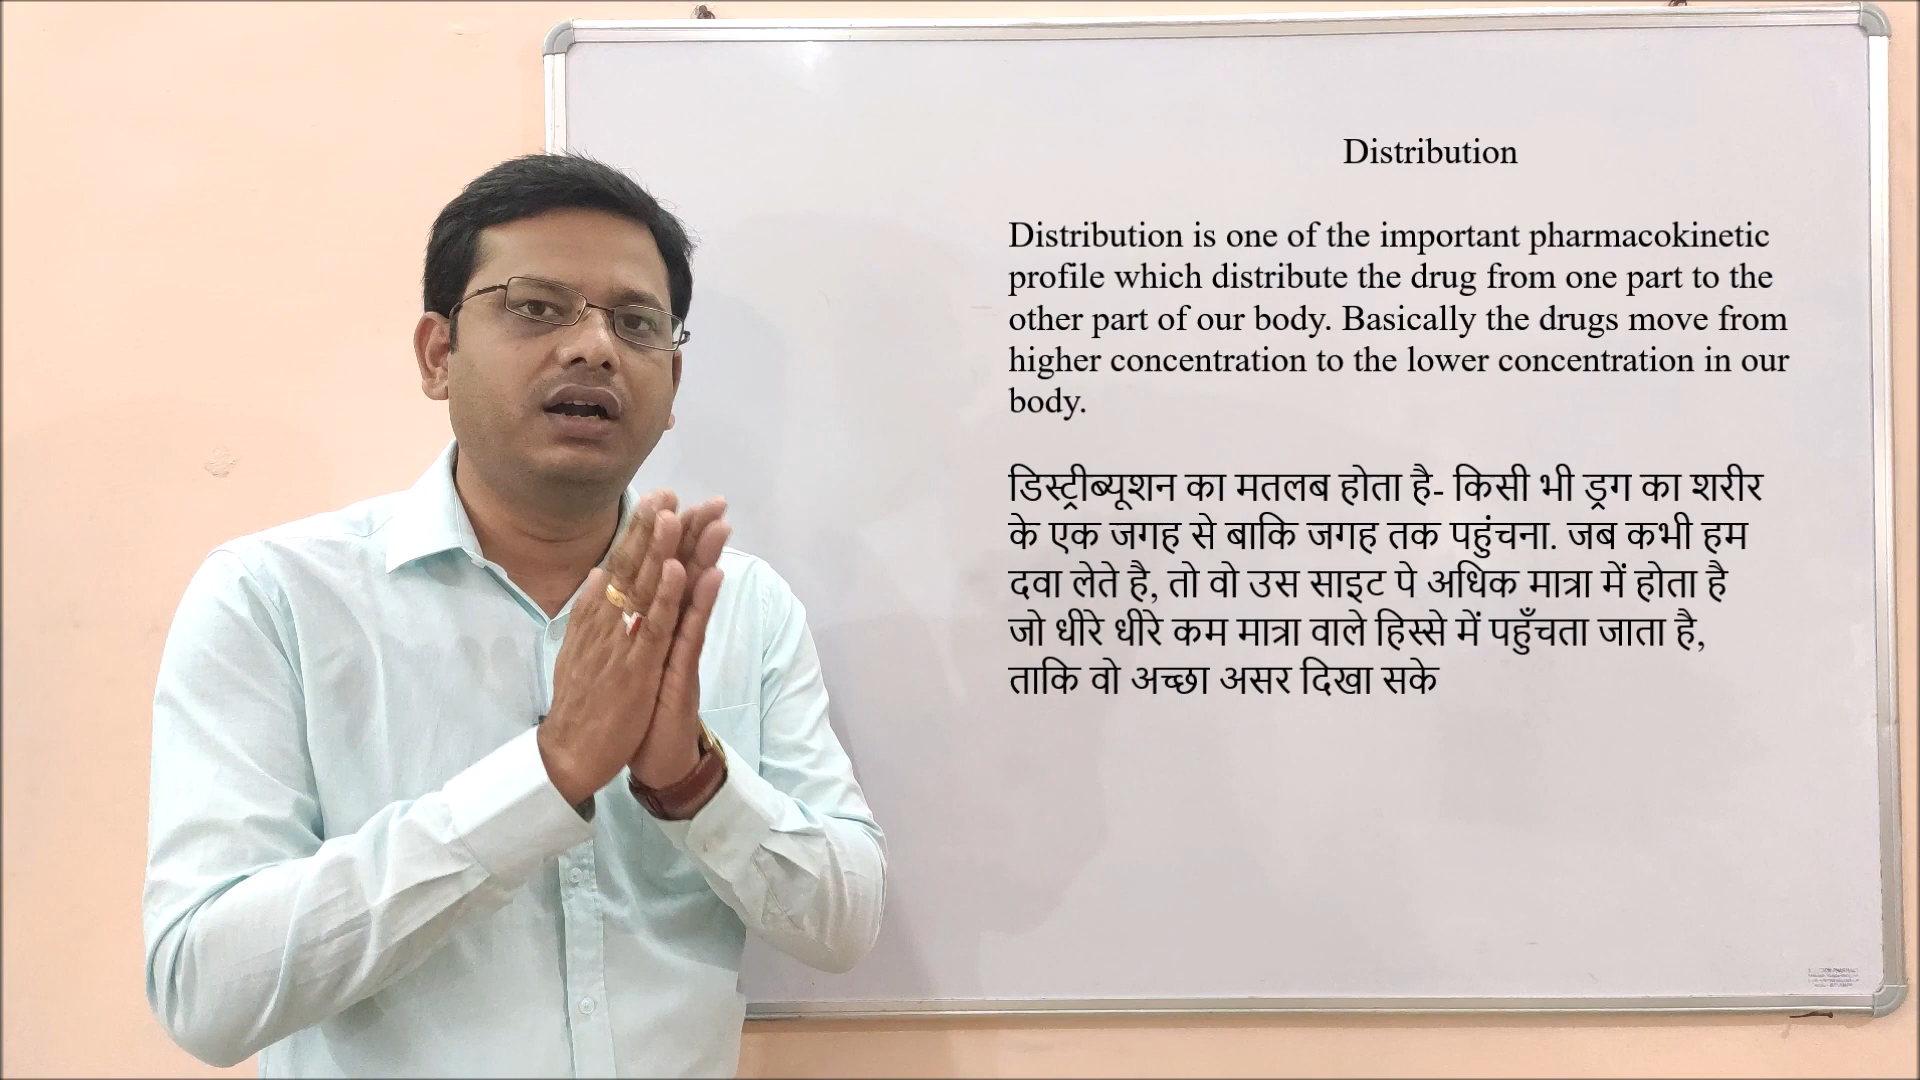 Distribution
Distribution is one of the important pharmacokinetic
profile which distribute the drug from one part to the
other part of our body. Basically the drugs move from
higher concentration to the lower concentration in our
body.
डिस्ट्रीब्यूशन का मतलब होता है- किसी भी ड्रग का शरीर
के एक जगह से बाकि जगह तक पहुंचना. जब कभी हम
दवा लेते है, तो वो उस साइट पे अधिक मात्रा में होता है
जो धीरे धीरे कम मात्रा वाले हिस्से में पहुँचता जाता है,
ताकि वो अच्छा असर दिखा सके